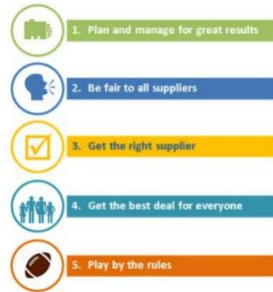 1. Plan and manage for great results
2. Be fair to all suppliers
3. Get the right supplier
4. Get the best deal for everyone
5. Play by the rules